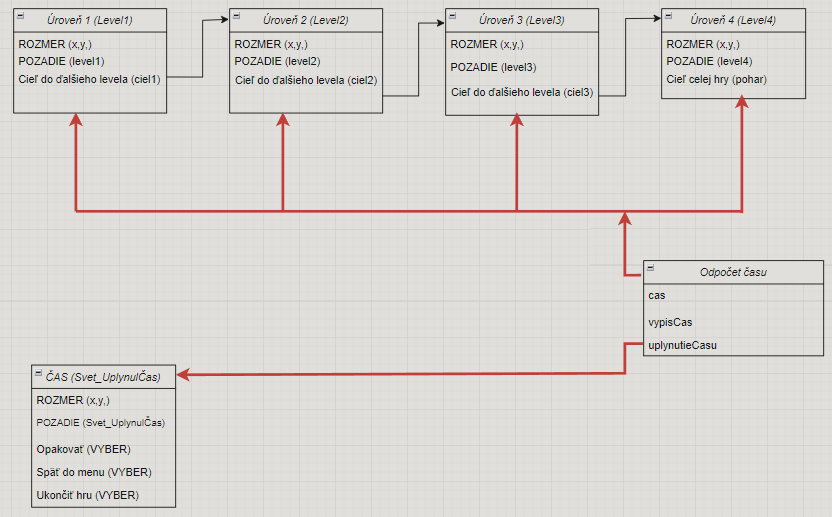 Úroveň 1 (Level1)
ROZMER (x,y,)
POZADIE (level1)
Cieľ do ďalšieho levela (ciel1)
Úroveň 2 (Level2)
ROZMER (x,y,)
POZADIE (level2)
Cieľ do ďalšieho levela (ciel2)
Úroveň 3 (Level3)
ROZMER (x,y,)
POZADIE (level3)
Cieľ do ďalšieho levela (ciel3)
Úroveň 4 (Level4)
ROZMER (x,y,)
POZADIE (level4)
Cieľ celej hry (pohar)
Odpočet času
cas
vypisCas
uplynutieCasu
ČAS (Svet_UplynulČas)
ROZMER (x,y,)
POZADIE (Svet_UplynulČas)
Opakovať (VYBER)
Späť do menu (VYBER)
Ukončiť hru (VYBER)